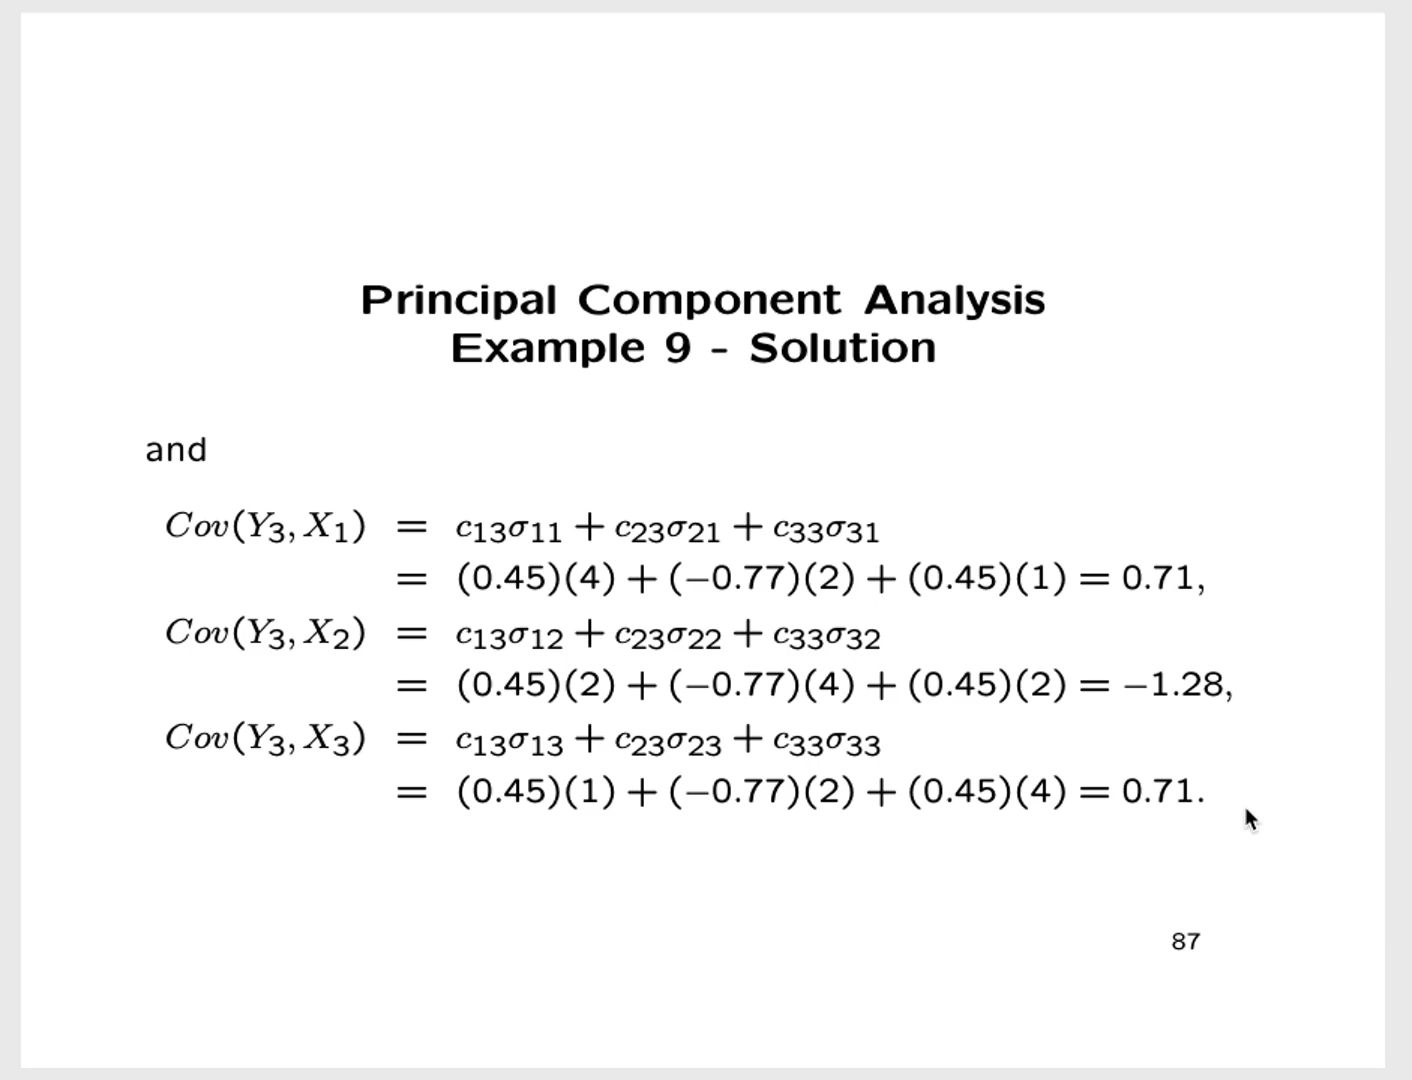 Principal Component Analysis
Example 9 - Solution
and
Cov(Y₃, X₁) = c₁₃σ₁₁ + c₂₃σ₂₁ + c₃₃σ₃₁
= (0.45)(4) + (−0.77)(2) + (0.45)(1) = 0.71,
Cov(Y₃, X₂) = c₁₃σ₁₂ + c₂₃σ₂₂ + c₃₃σ₃₂
= (0.45)(2) + (−0.77)(4) + (0.45)(2) = −1.28,
Cov(Y₃, X₃) = c₁₃σ₁₃ + c₂₃σ₂₃ + c₃₃σ₃₃
= (0.45)(1) + (−0.77)(2) + (0.45)(4) = 0.71.
87